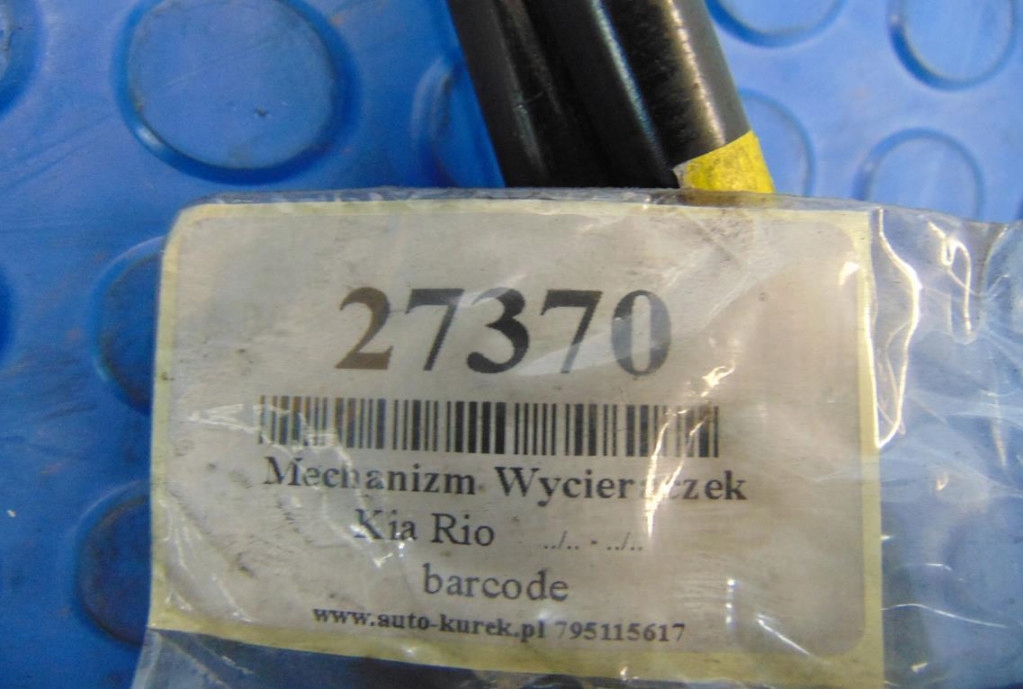 27370
Mechanizm Wycieraczek
Kia Rio ../.. - ../..
barcode
www.auto-kurek.pl 795115617